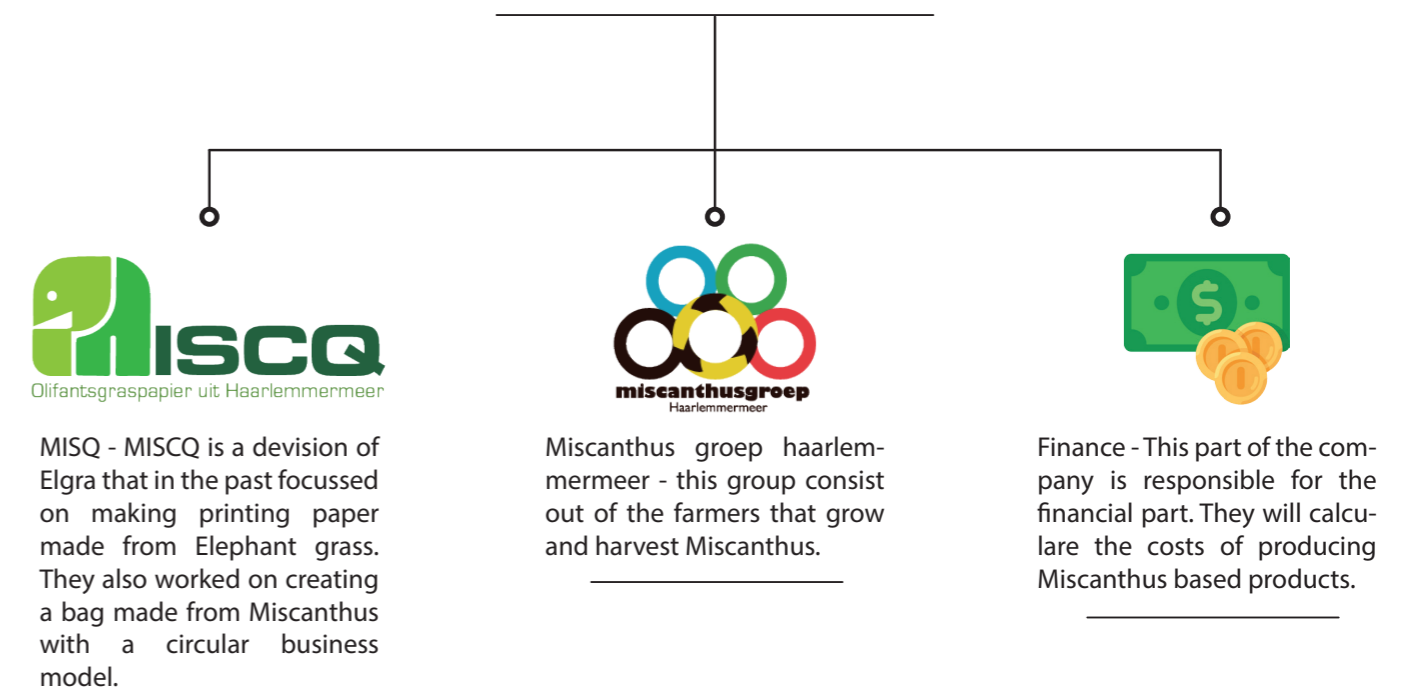 ISCQ
Olifantsgraspapier uit Haarlemmermeer
MISQ - MISCQ is a devision of
Elgra that in the past focussed
on making printing paper
made from Elephant grass.
They also worked on creating
a bag made from Miscanthus
with a circular business
model.
miscanthusgroep
Haarlemmermeer
Miscanthus groep haarlem-
mermeer - this group consist
out of the farmers that grow
and harvest Miscanthus.
$
Finance - This part of the com-
pany is responsible for the
financial part. They will calcu-
lare the costs of producing
Miscanthus based products.